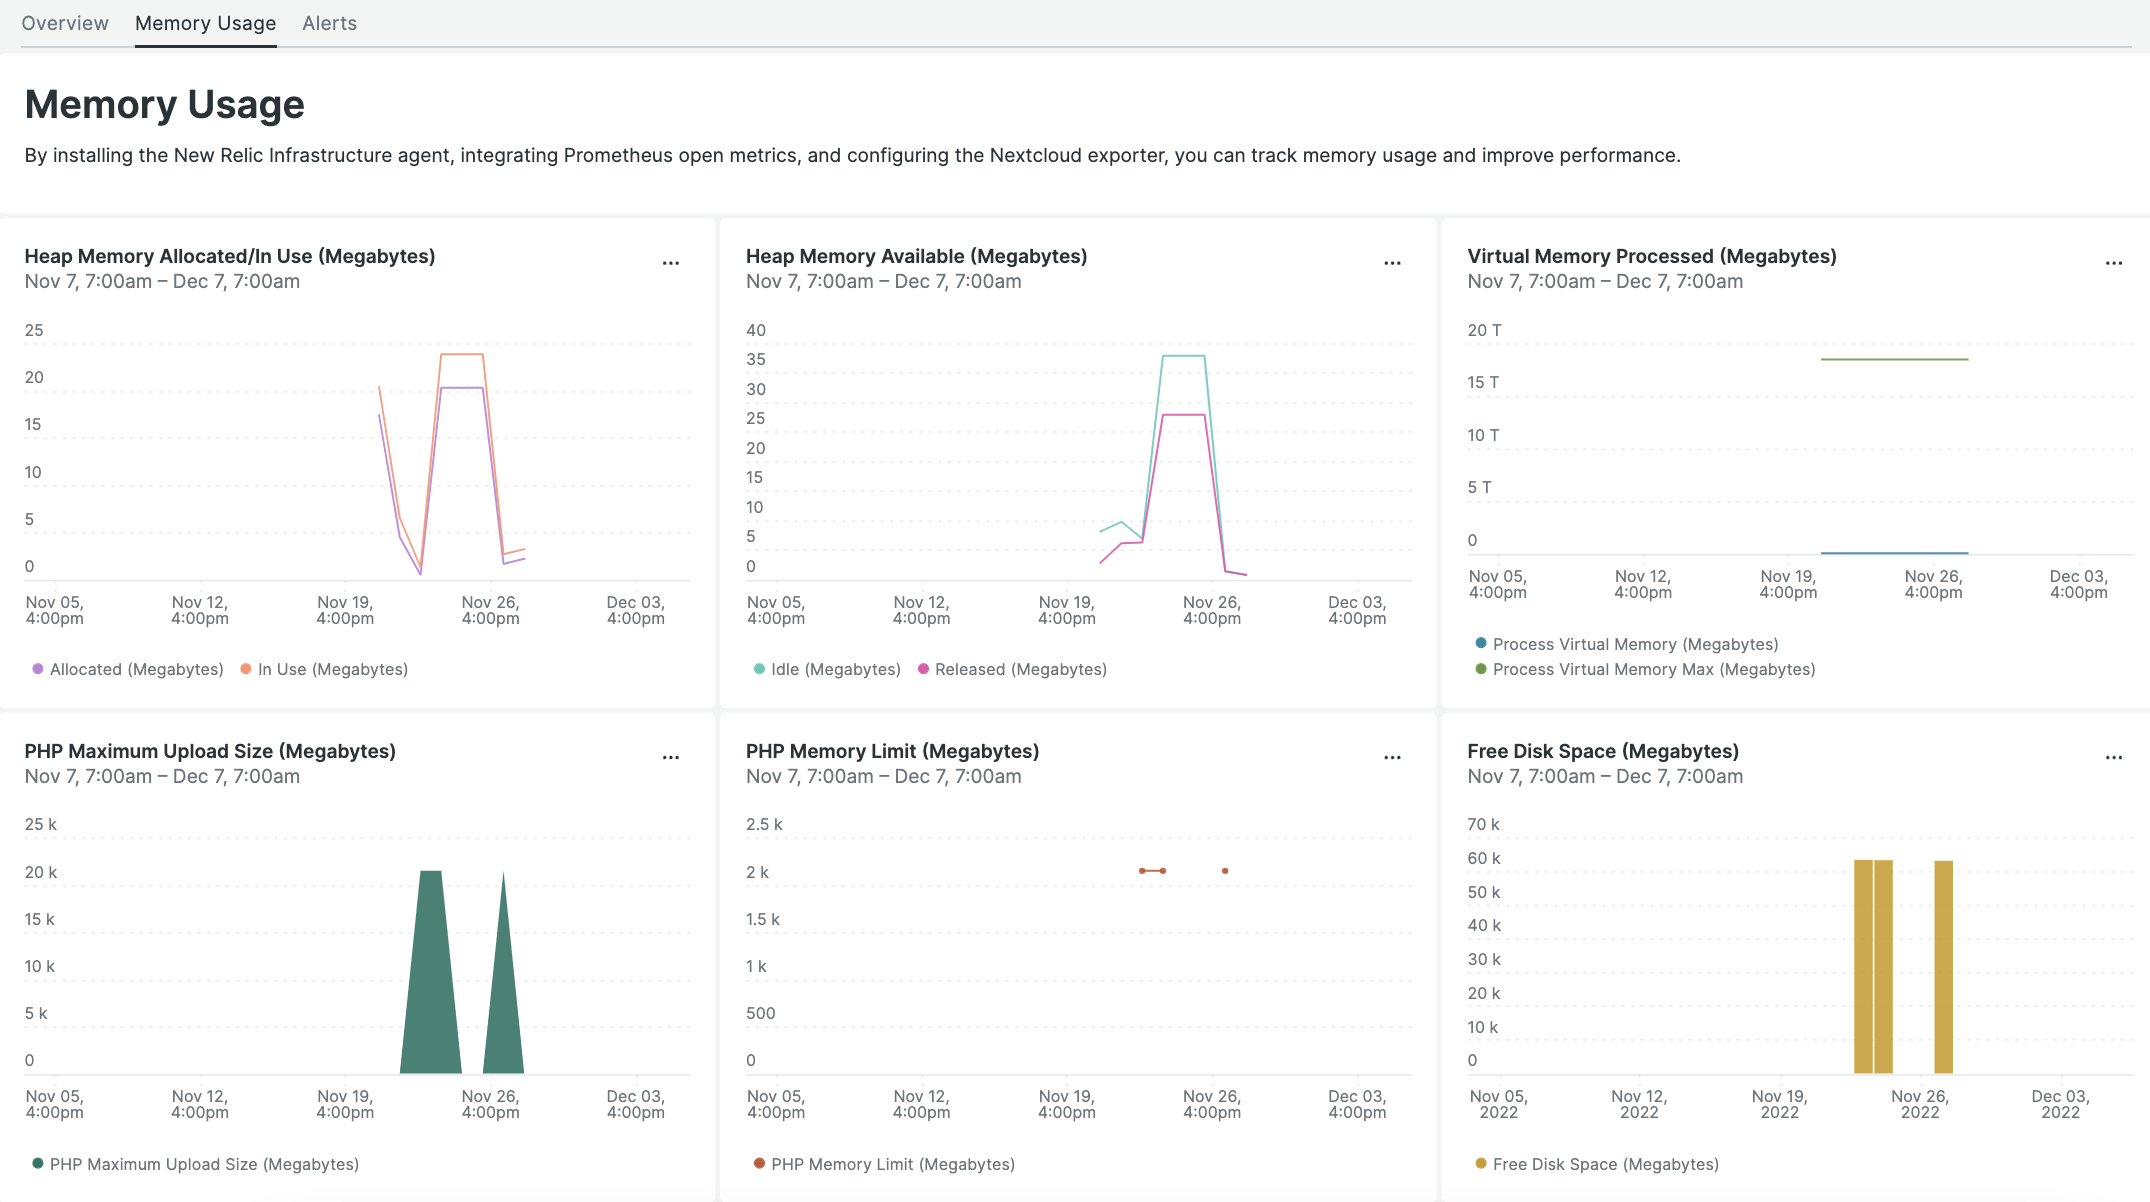 Overview Memory Usage Alerts
Memory Usage
By installing the New Relic Infrastructure agent, integrating Prometheus open metrics, and configuring the Nextcloud exporter, you can track memory usage and improve performance.
Heap Memory Allocated/In Use (Megabytes)
...
Nov 7, 7:00am – Dec 7, 7:00am
25
20
15
10
5
0
Nov 05, Nov 12, Nov 19, Nov 26, Dec 03,
4:00pm 4:00pm 4:00pm 4:00pm 4:00pm
Allocated (Megabytes) In Use (Megabytes)
Heap Memory Available (Megabytes)
...
Nov 7, 7:00am – Dec 7, 7:00am
40
35
30
25
20
15
10
5
0
Nov 05, Nov 12, Nov 19, Nov 26, Dec 03,
4:00pm 4:00pm 4:00pm 4:00pm 4:00pm
Idle (Megabytes) Released (Megabytes)
Virtual Memory Processed (Megabytes)
...
Nov 7, 7:00am – Dec 7, 7:00am
20 T
15 T
10 T
5 T
0
Nov 05, Nov 12, Nov 19, Nov 26, Dec 03,
4:00pm 4:00pm 4:00pm 4:00pm 4:00pm
Process Virtual Memory (Megabytes)
Process Virtual Memory Max (Megabytes)
PHP Maximum Upload Size (Megabytes)
...
Nov 7, 7:00am – Dec 7, 7:00am
25 k
20 k
15 k
10 k
5 k
0
Nov 05, Nov 12, Nov 19, Nov 26, Dec 03,
4:00pm 4:00pm 4:00pm 4:00pm 4:00pm
PHP Maximum Upload Size (Megabytes)
PHP Memory Limit (Megabytes)
...
Nov 7, 7:00am – Dec 7, 7:00am
2.5 k
2 k
1.5 k
1 k
500
0
Nov 05, Nov 12, Nov 19, Nov 26, Dec 03,
4:00pm 4:00pm 4:00pm 4:00pm 4:00pm
PHP Memory Limit (Megabytes)
Free Disk Space (Megabytes)
...
Nov 7, 7:00am – Dec 7, 7:00am
70 k
60 k
50 k
40 k
30 k
20 k
10 k
0
Nov 05, Nov 12, Nov 19, Nov 26, Dec 03,
2022 2022 2022 2022 2022
Free Disk Space (Megabytes)